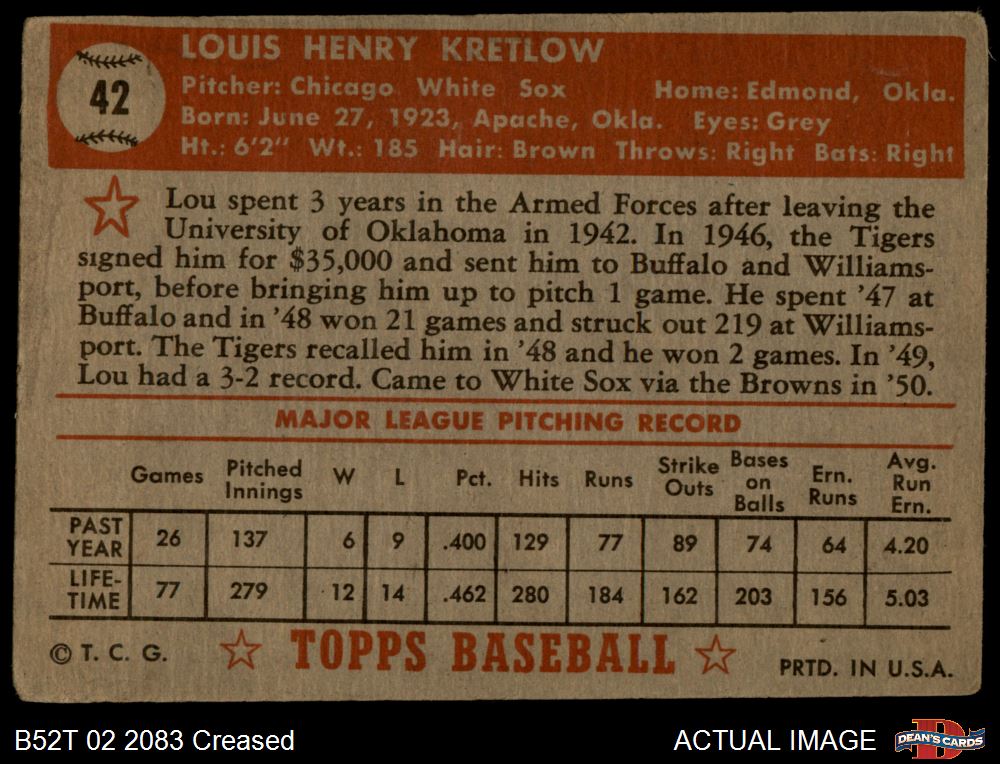 42
LOUIS HENRY KRETLOW
Pitcher: Chicago White Sox Home: Edmond, Okla.
Born: June 27, 1923, Apache, Okla. Eyes: Grey
Ht.: 6'2" Wt.: 185 Hair: Brown Throws: Right Bats: Right
Lou spent 3 years in the Armed Forces after leaving the
University of Oklahoma in 1942. In 1946, the Tigers
signed him for $35,000 and sent him to Buffalo and Williams-
port, before bringing him up to pitch 1 game. He spent '47 at
Buffalo and in '48 won 21 games and struck out 219 at Williams-
port. The Tigers recalled him in '48 and he won 2 games. In '49,
Lou had a 3-2 record. Came to White Sox via the Browns in '50.
MAJOR LEAGUE PITCHING RECORD
Games Pitched Innings W L Pct. Hits Runs Strike Outs Bases on Balls Ern. Runs Avg. Run Ern.
PAST YEAR 26 137 6 9 .400 129 77 89 74 64 4.20
LIFE-TIME 77 279 12 14 .462 280 184 162 203 156 5.03
© T. C. G. TOPPS BASEBALL PRTD. IN U.S.A.
B52T 02 2083 Creased ACTUAL IMAGE DEAN'S CARDS